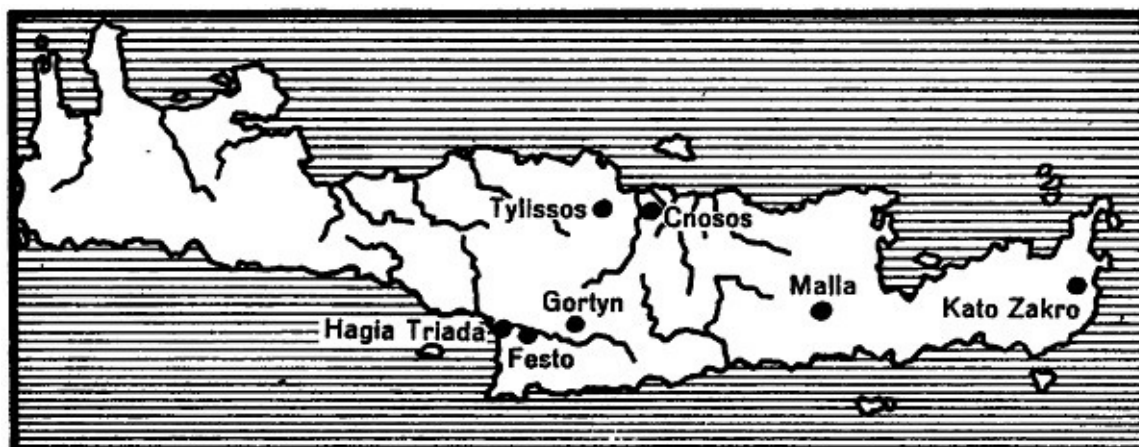 Tylissos
Cnosos
Gortyn
Malla
Kato Zakro
Hagia Triada
Festo